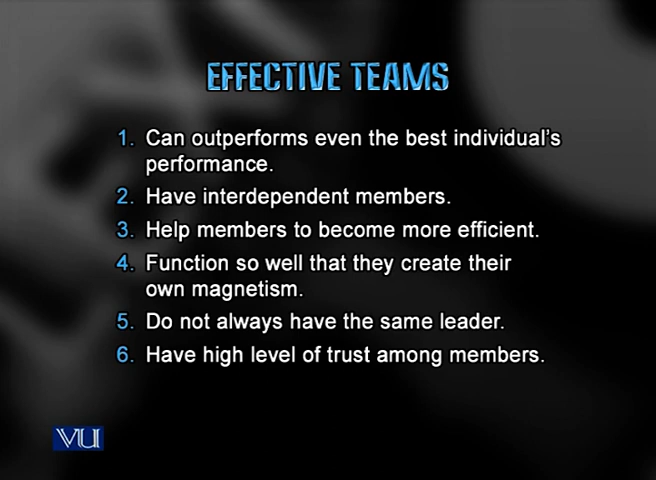 EFFECTIVE TEAMS
1. Can outperforms even the best individual's
performance.
2. Have interdependent members.
3. Help members to become more efficient.
4. Function so well that they create their
own magnetism.
5. Do not always have the same leader.
6. Have high level of trust among members.
VU